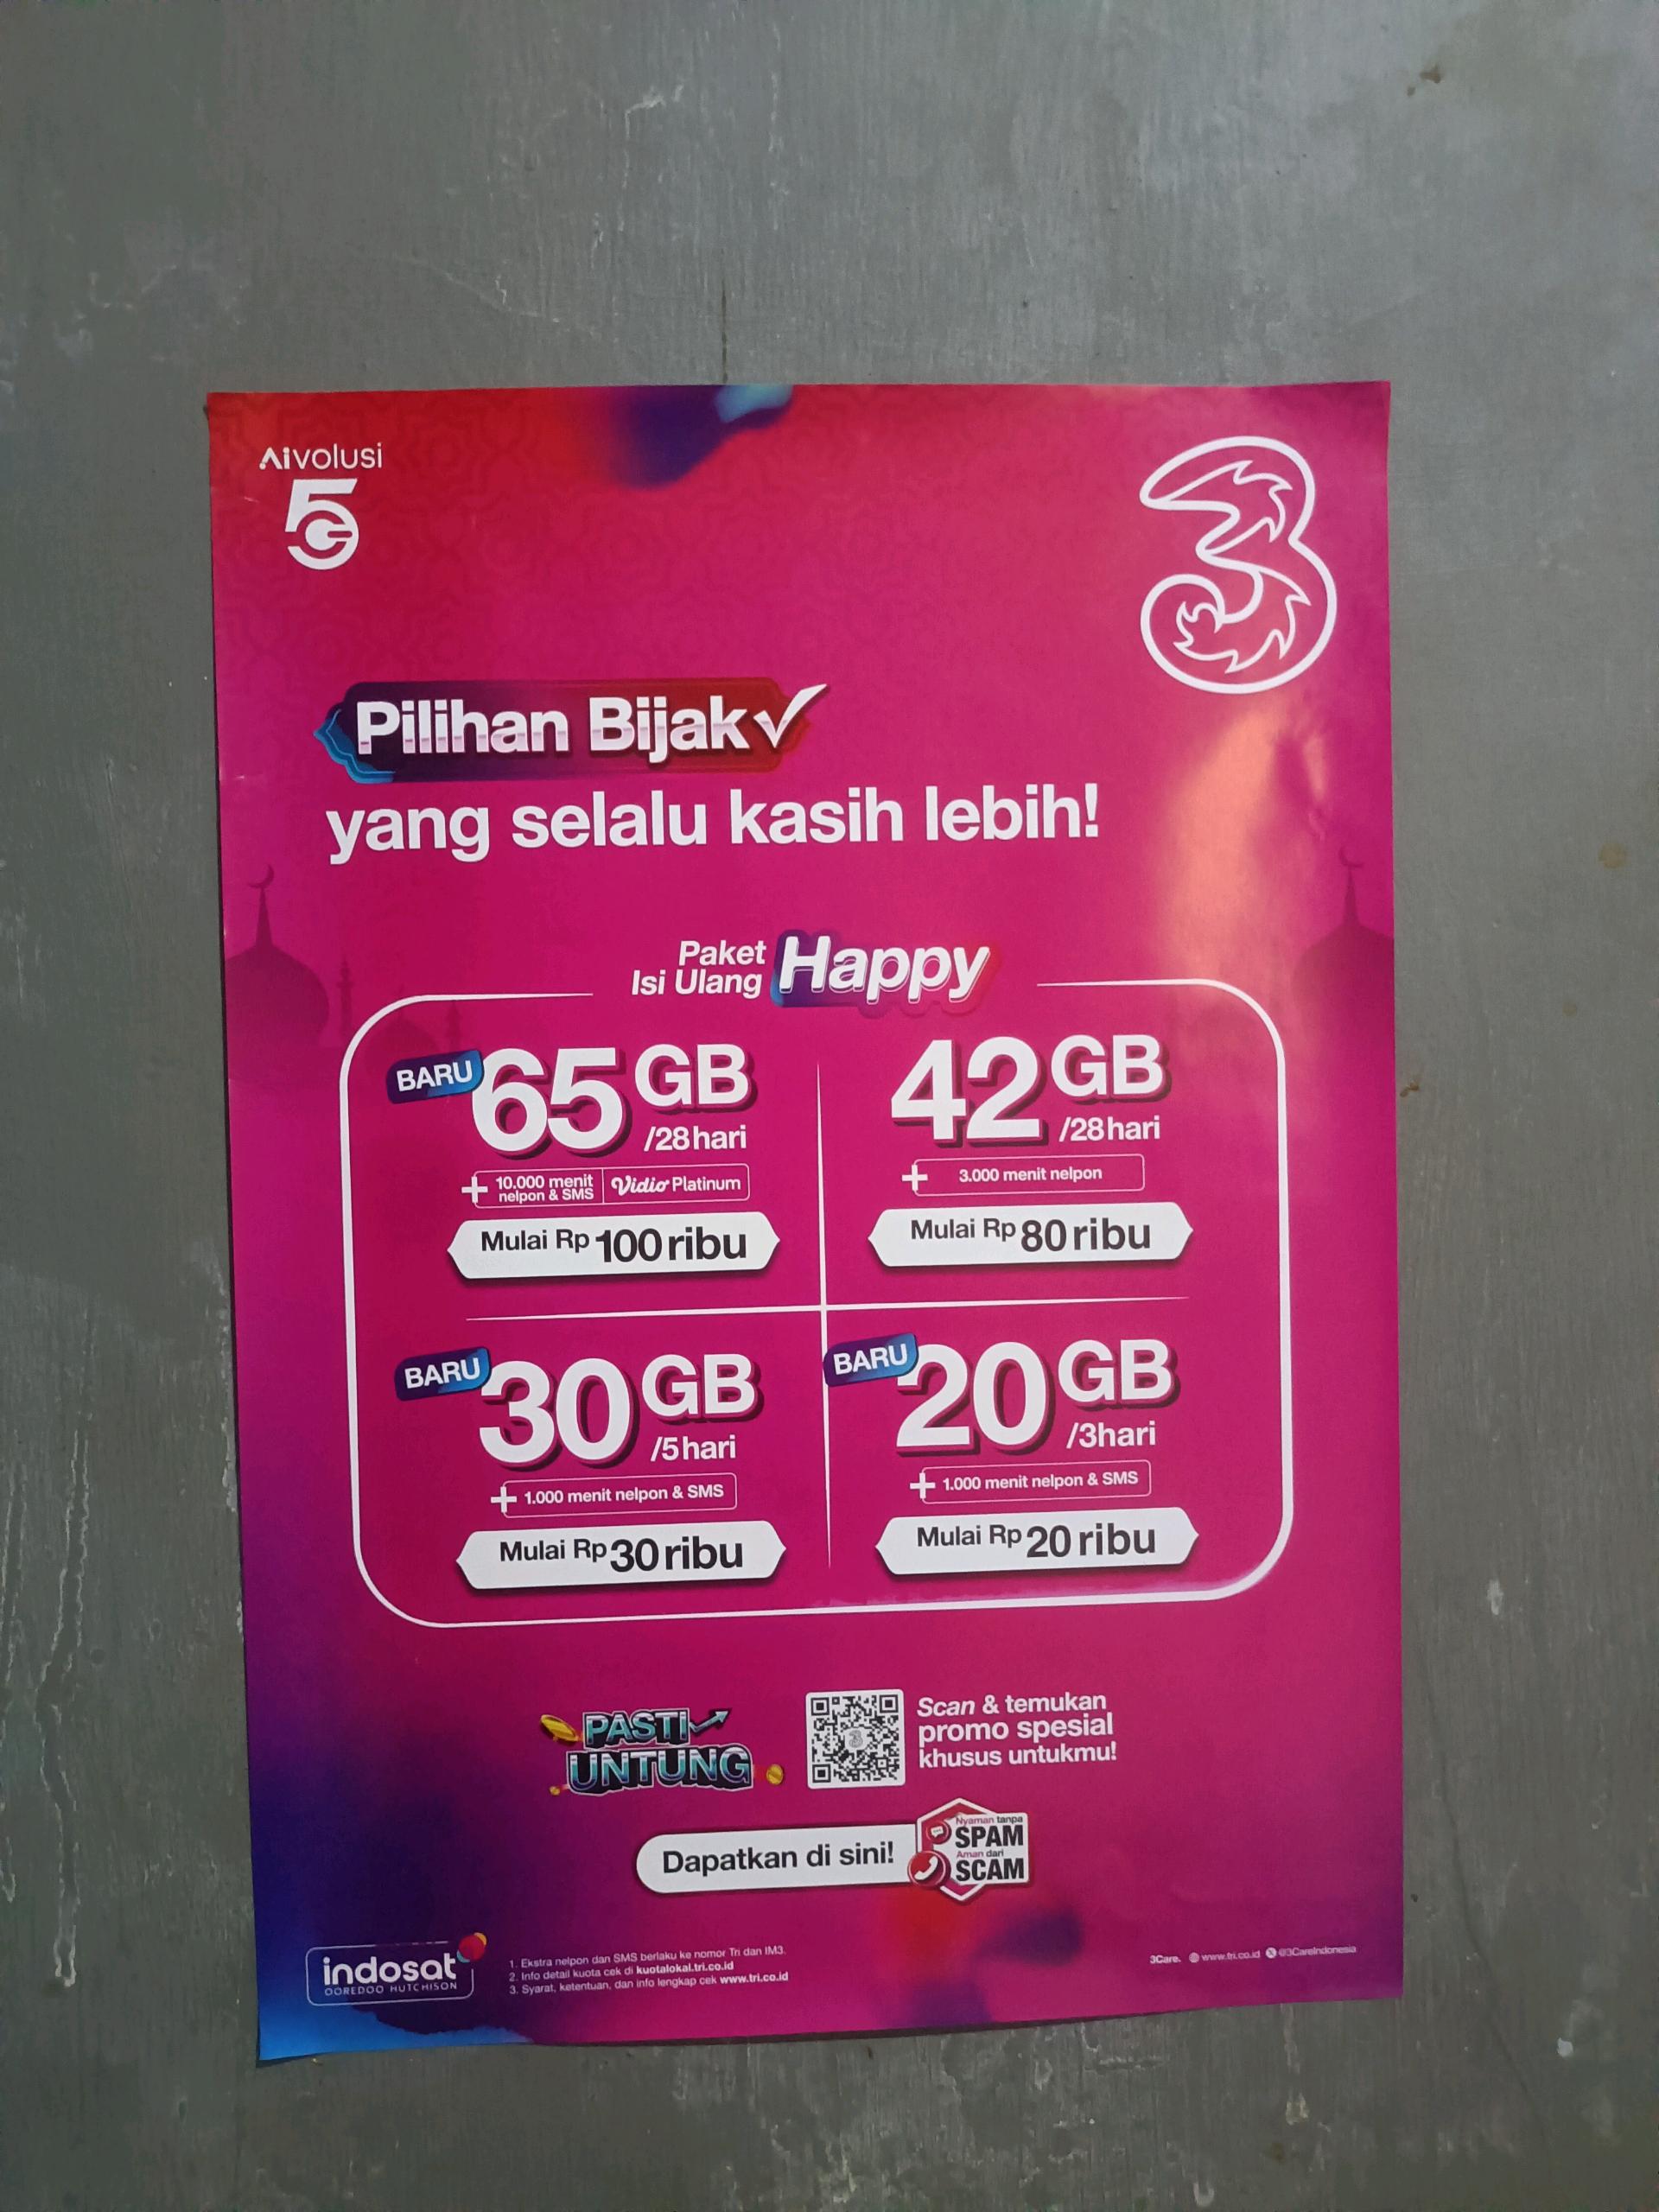 Aivolusi
5G
3
Pilihan Bijak
yang selalu kasih lebih!
Paket
Isi Ulang
Happy
BARU
65 GB
/28 hari
+ 10.000 menit
nelpon & SMS
Vidio Platinum
Mulai Rp 100 ribu
42 GB
/28 hari
+ 3.000 menit nelpon
Mulai Rp 80 ribu
BARU
30 GB
/5 hari
+ 1.000 menit nelpon & SMS
Mulai Rp 30 ribu
BARU
20 GB
/3hari
+ 1.000 menit nelpon & SMS
Mulai Rp 20 ribu
PASTI
UNTUNG
Scan & temukan
promo spesial
khusus untukmu!
Dapatkan di sini!
Nyaman tanpa
SPAM
Aman dari
SCAM
indosat
OOREDOO HUTCHISON
1. Ekstra nelpon dan SMS berlaku ke nomor Tri dan IM3.
2. Info detail kuota cek di kuotalokal.tri.co.id
3. Syarat, ketentuan, dan info lengkap cek www.tri.co.id
3Care. www.tri.co.id @3CareIndonesia